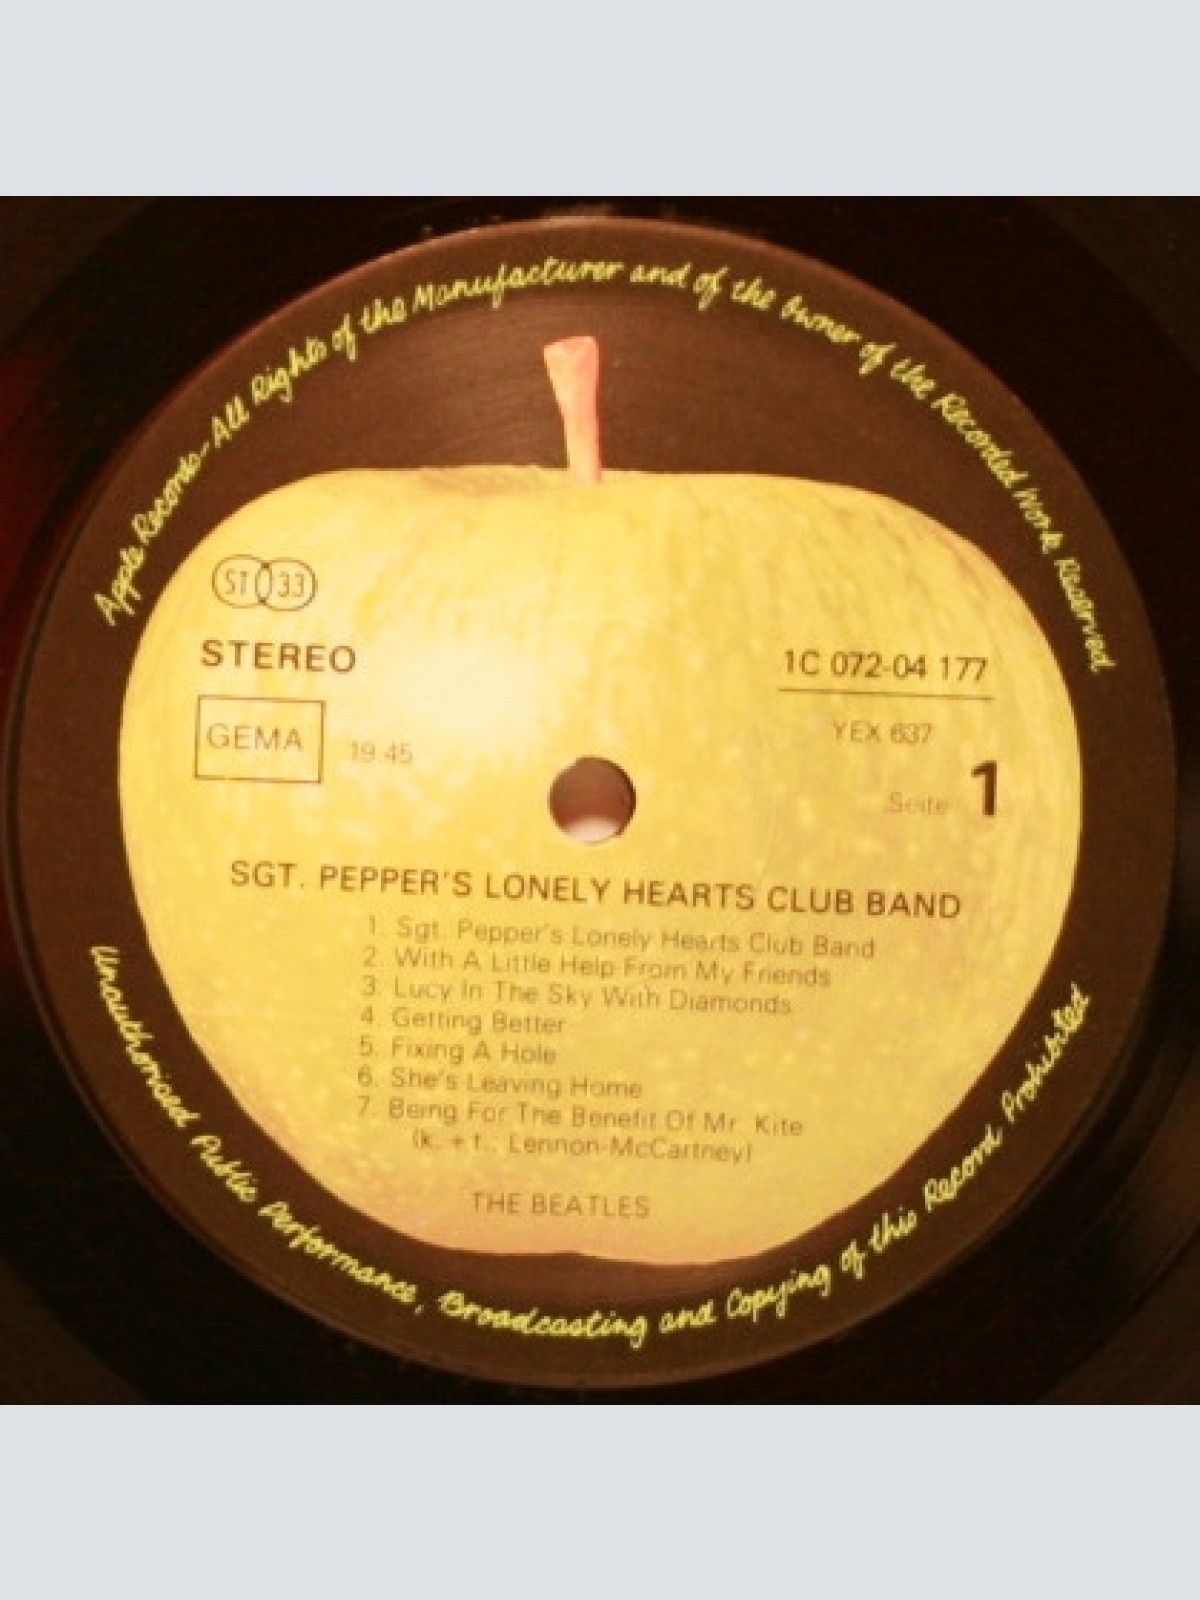 Apple Records-All Rights of the Manufacturer and of the Owner of the Recorded Work Reserved
ST 33
STEREO
1C 072-04 177
GEMA
19.45
YEX 637
Seite 1
SGT. PEPPER'S LONELY HEARTS CLUB BAND
1. Sgt. Pepper's Lonely Hearts Club Band
2. With A Little Help From My Friends
3. Lucy In The Sky With Diamonds
4. Getting Better
5. Fixing A Hole
6. She's Leaving Home
7. Being For The Benefit Of Mr. Kite
(k. + t.: Lennon-McCartney)
THE BEATLES
Unauthorised Public Performance, Broadcasting and Copying of this Record Prohibited